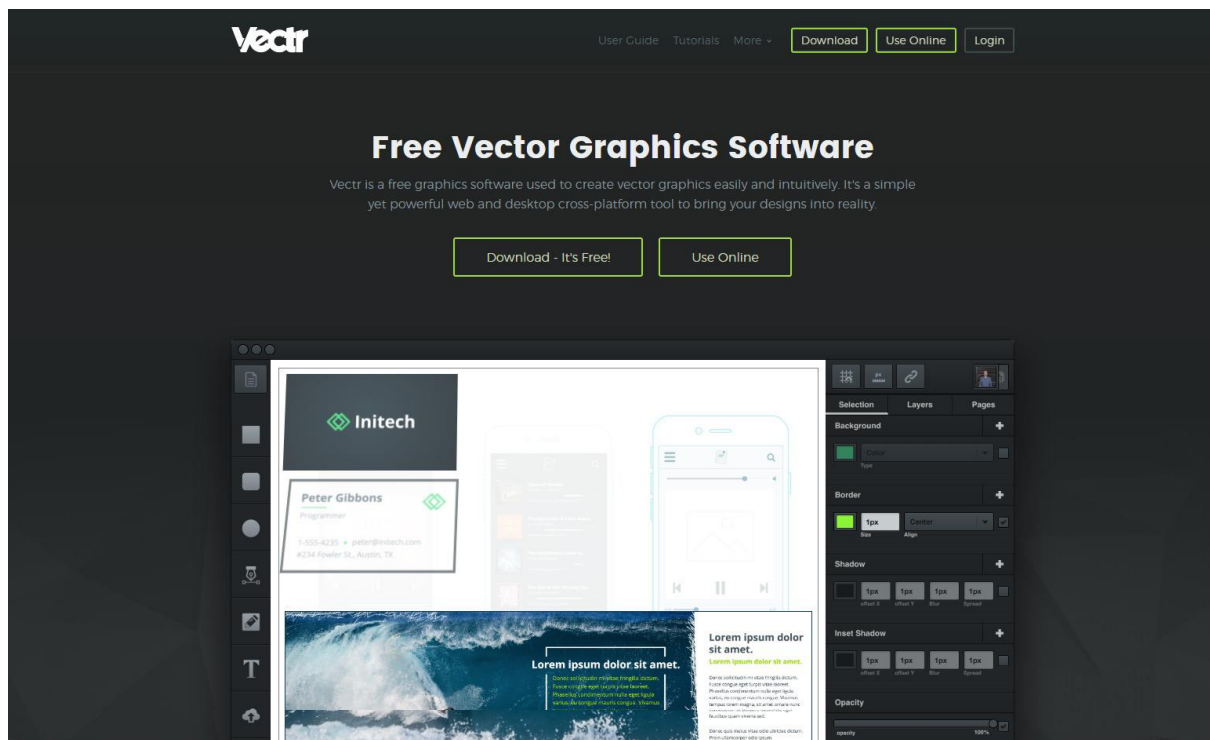 Vectr
User Guide Tutorials More Download Use Online Login
Free Vector Graphics Software
Vectr is a free graphics software used to create vector graphics easily and intuitively. It's a simple
yet powerful web and desktop cross-platform tool to bring your designs into reality.
Download - It's Free! Use Online
Selection Layers Pages
Background
Color
Type
Border
1px Center
Size Align
Shadow
1px 1px 1px 1px
offset X offset Y Blur Spread
Inset Shadow
1px 1px 1px 1px
offset X offset Y Blur Spread
Opacity
opacity 100%
T
Initech
Peter Gibbons
Programmer
1-555-4235 • peter@initech.com
#234 Fowler St., Austin, TX
Lorem ipsum dolor sit amet.
Lorem ipsum dolor
sit amet.
Lorem ipsum dolor sit amet.